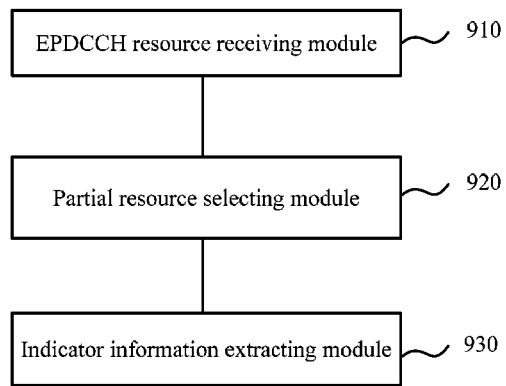 EPDCCH resource receiving module 910
Partial resource selecting module 920
Indicator information extracting module 930